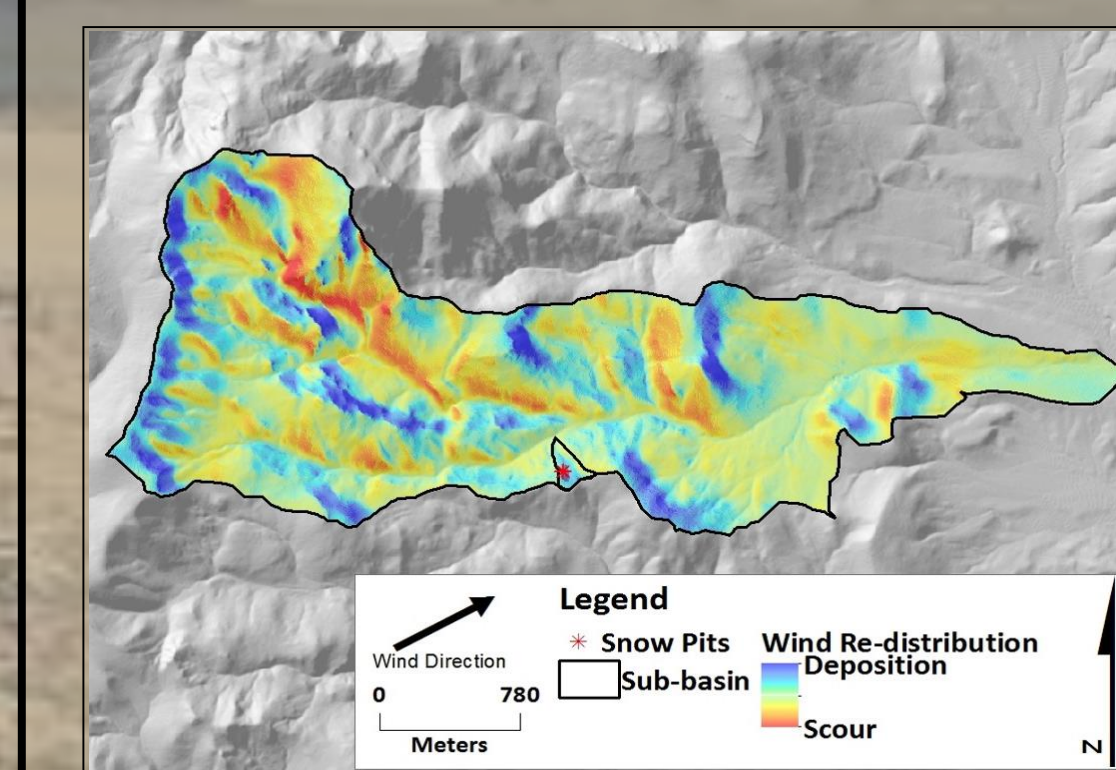 Legend
Snow Pits
Sub-basin
Wind Re-distribution
Deposition
Scour
Wind Direction
0 780
Meters
N